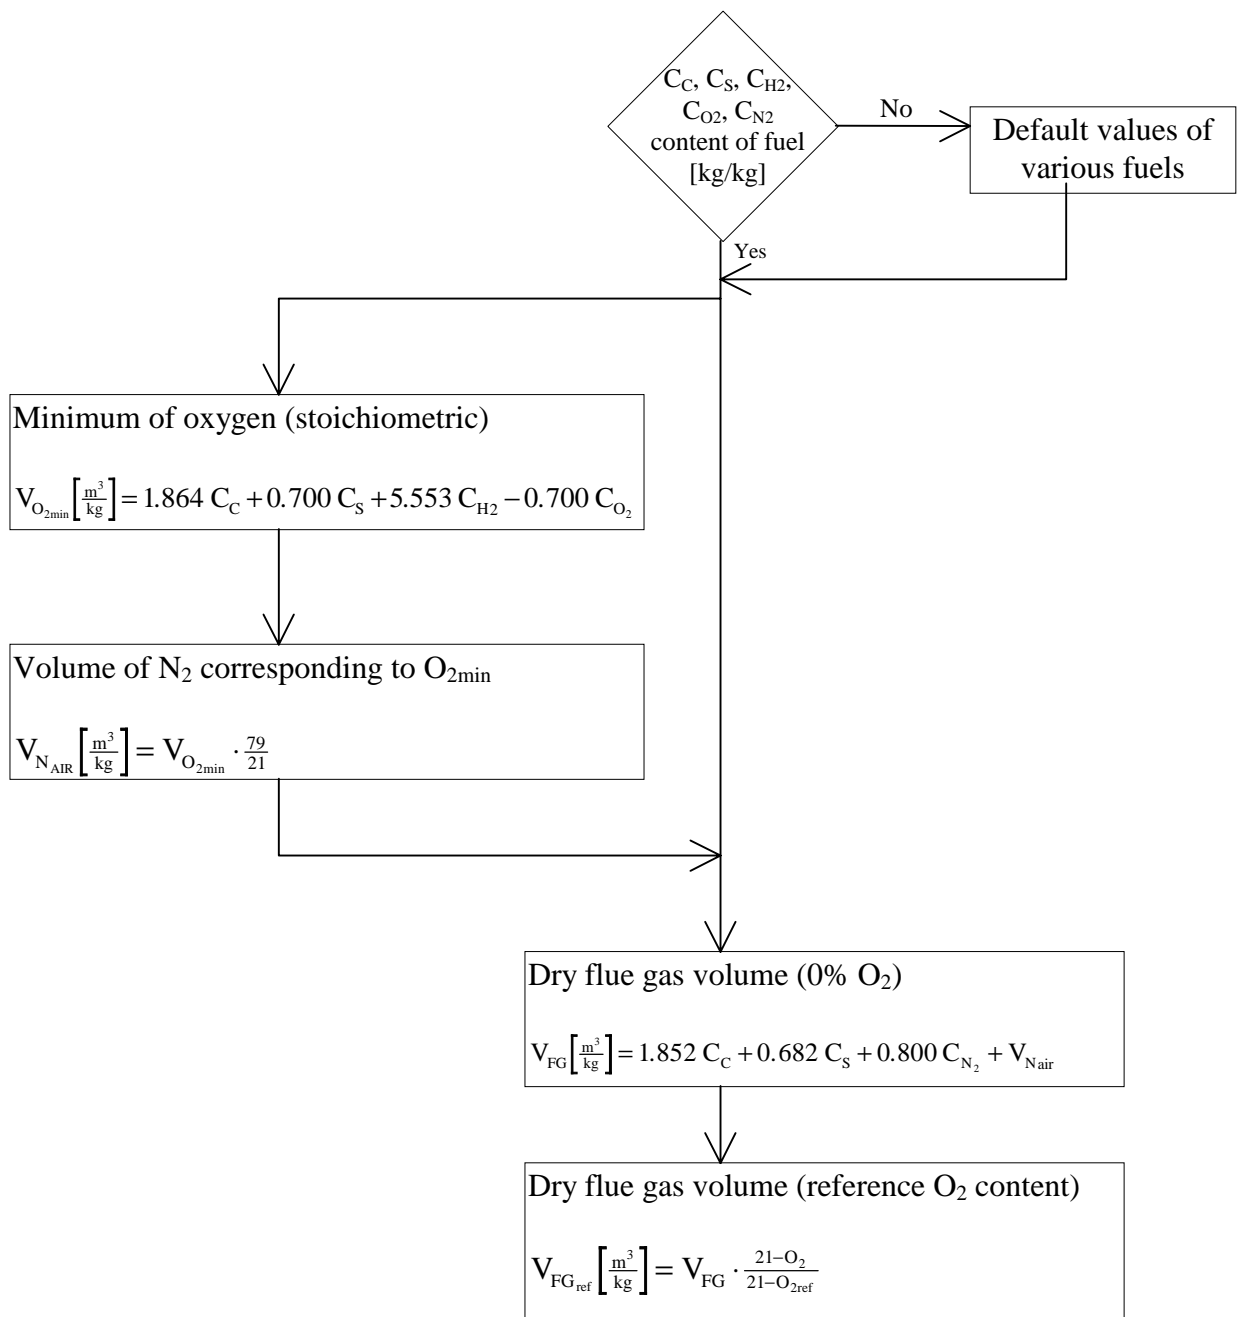 C_C, C_S, C_H2,
C_O2, C_N2
content of fuel
[kg/kg]
No
Default values of
various fuels
Yes
Minimum of oxygen (stoichiometric)
V_O₂min [m³/kg] = 1.864 C_C + 0.700 C_S + 5.553 C_H2 − 0.700 C_O₂
Volume of N₂ corresponding to O₂min
V_N_AIR [m³/kg] = V_O₂min · 79/21
Dry flue gas volume (0% O₂)
V_FG [m³/kg] = 1.852 C_C + 0.682 C_S + 0.800 C_N₂ + V_Nair
Dry flue gas volume (reference O₂ content)
V_FG_ref [m³/kg] = V_FG · 21−O₂/21−O₂ref